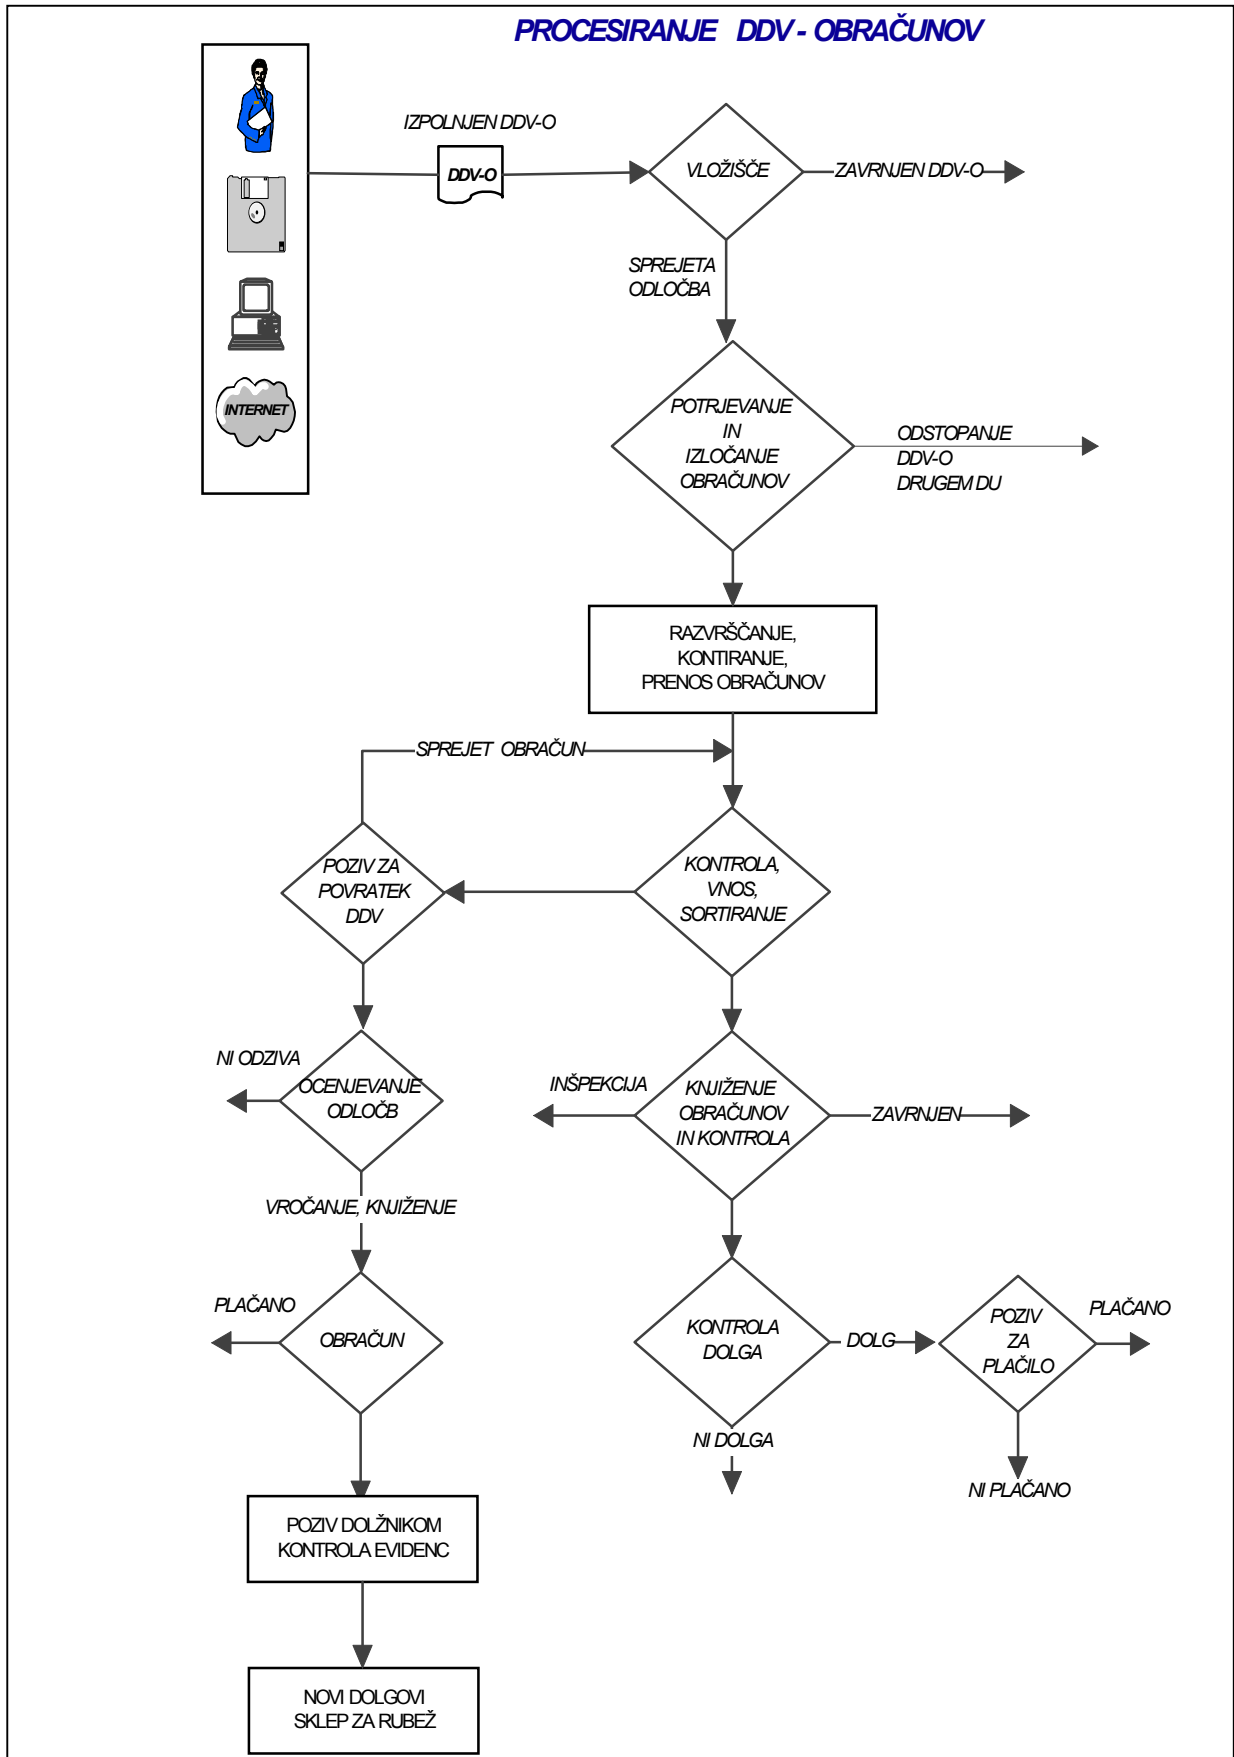 PROCESIRANJE DDV - OBRAČUNOV
IZPOLNJEN DDV-O
DDV-O
VLOŽIŠČE
ZAVRNJEN DDV-O
INTERNET
SPREJETA
ODLOČBA
POTRJEVANJE
IN
IZLOČANJE
OBRAČUNOV
ODSTOPANJE
DDV-O
DRUGEM DU
RAZVRŠČANJE,
KONTIRANJE,
PRENOS OBRAČUNOV
SPREJET OBRAČUN
POZIV ZA
POVRATEK
DDV
KONTROLA,
VNOS,
SORTIRANJE
NI ODZIVA
OCENJEVANJE
ODLOČB
INŠPEKCIJA
KNJIŽENJE
OBRAČUNOV
IN KONTROLA
ZAVRNJEN
VROČANJE, KNJIŽENJE
PLAČANO
OBRAČUN
KONTROLA
DOLGA
DOLG
POZIV
ZA
PLAČILO
PLAČANO
NI DOLGA
NI PLAČANO
POZIV DOLŽNIKOM
KONTROLA EVIDENC
NOVI DOLGOVI
SKLEP ZA RUBEŽ